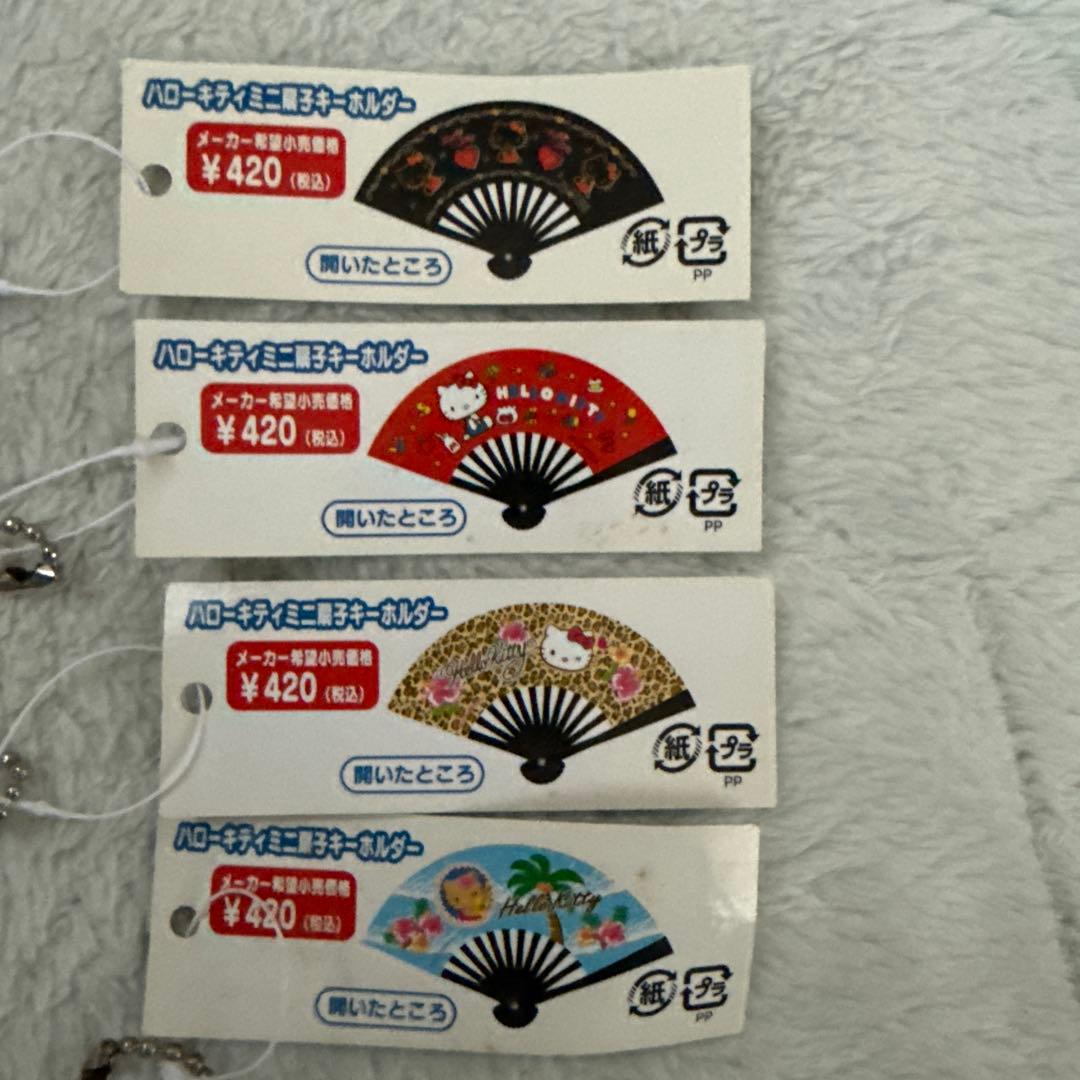 ハローキティミニ扇子キーホルダー
メーカー希望小売価格
¥420(税込)
開いたところ
紙
プラ
PP
ハローキティミニ扇子キーホルダー
メーカー希望小売価格
¥420(税込)
HELLO KITTY
開いたところ
紙
プラ
PP
ハローキティミニ扇子キーホルダー
メーカー希望小売価格
¥420(税込)
Hello Kitty
開いたところ
紙
プラ
PP
ハローキティミニ扇子キーホルダー
メーカー希望小売価格
¥420(税込)
Hello Kitty
開いたところ
紙
プラ
PP